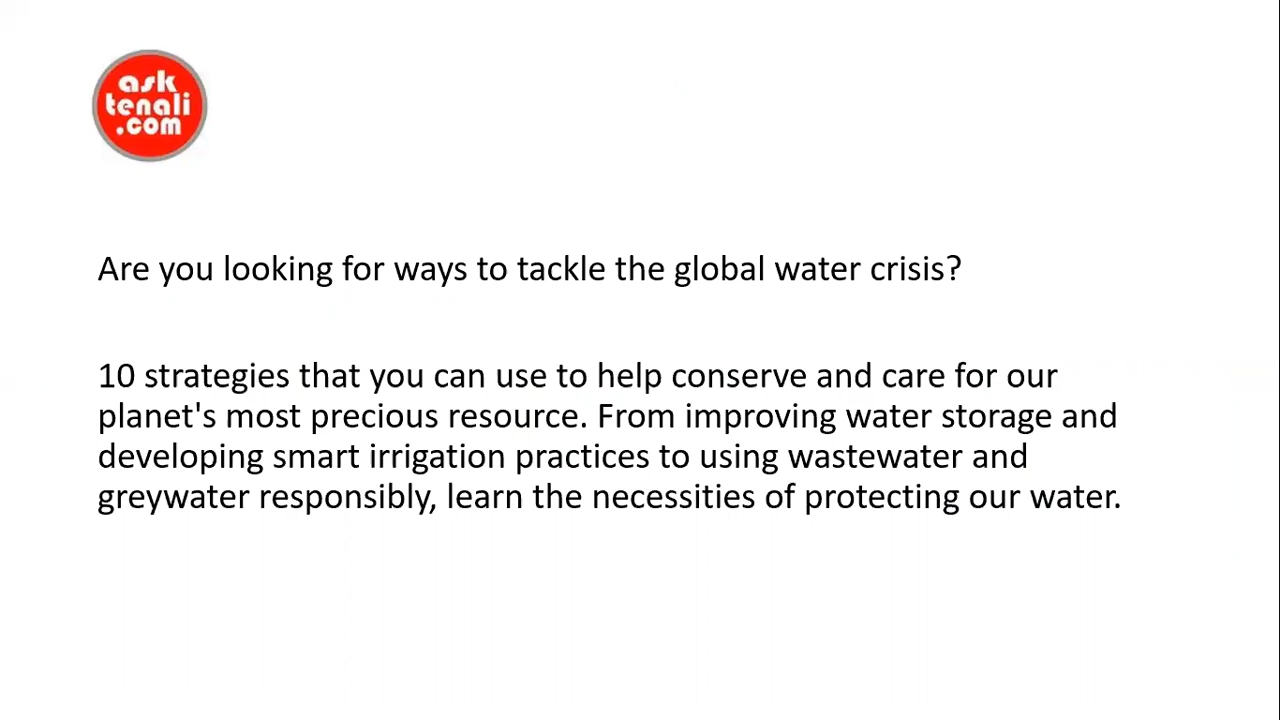 ask
tenali
.com
Are you looking for ways to tackle the global water crisis?
10 strategies that you can use to help conserve and care for our
planet's most precious resource. From improving water storage and
developing smart irrigation practices to using wastewater and
greywater responsibly, learn the necessities of protecting our water.